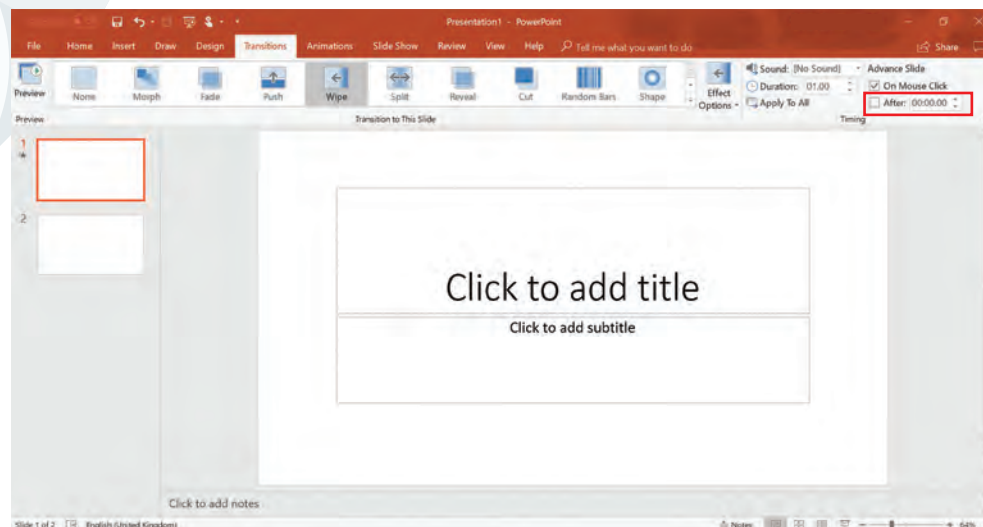 Presentation1 - PowerPoint
File Home Insert Draw Design Transitions Animations Slide Show Review View Help Tell me what you want to do Share
Preview None Morph Fade Push Wipe Split Reveal Cut Random Bars Shape Effect Options
Sound: [No Sound] Advance Slide
Duration: 01.00 On Mouse Click
Apply To All After: 00:00.00
Preview Transition to This Slide Timing
1
2
Click to add title
Click to add subtitle
Click to add notes
Slide 1 of 2 English (United Kingdom) Notes 64%